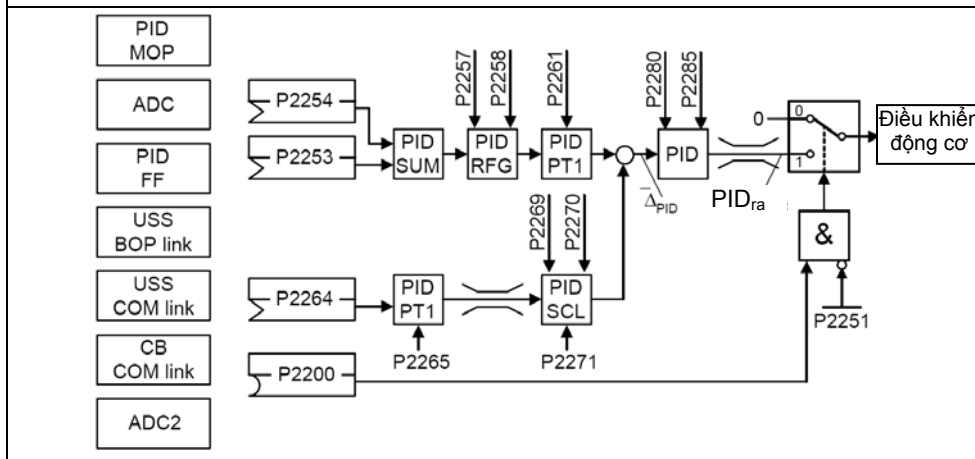 PID
MOP
ADC
PID
FF
USS
BOP link
USS
COM link
CB
COM link
ADC2
P2254
P2253
P2264
P2200
PID
SUM
P2257
P2258
PID
RFG
P2261
PID
PT1
Δ_PID
P2280
P2285
PID
PID_ra
0
0
1
Điều khiển
động cơ
&
P2251
PID
PT1
P2265
P2269
P2270
PID
SCL
P2271